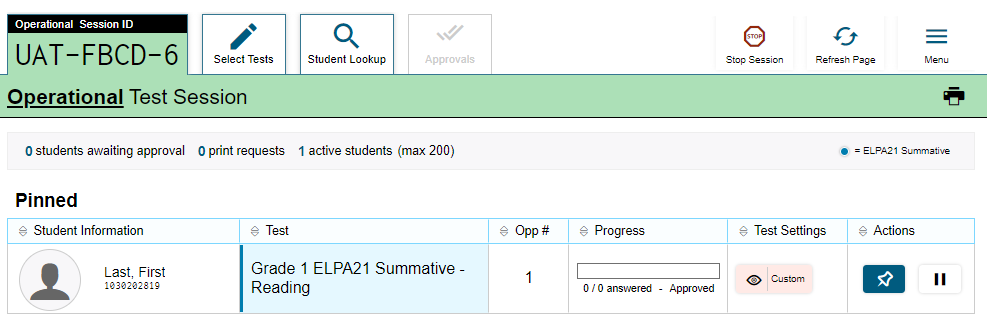 Operational Session ID
UAT-FBCD-6
Select Tests
Student Lookup
Approvals
STOP
Stop Session
Refresh Page
Menu
Operational Test Session
0 students awaiting approval 0 print requests 1 active students (max 200)
= ELPA21 Summative
Pinned
Student Information Test Opp # Progress Test Settings Actions
Last, First
1030202819
Grade 1 ELPA21 Summative -
Reading
1
0 / 0 answered - Approved
Custom